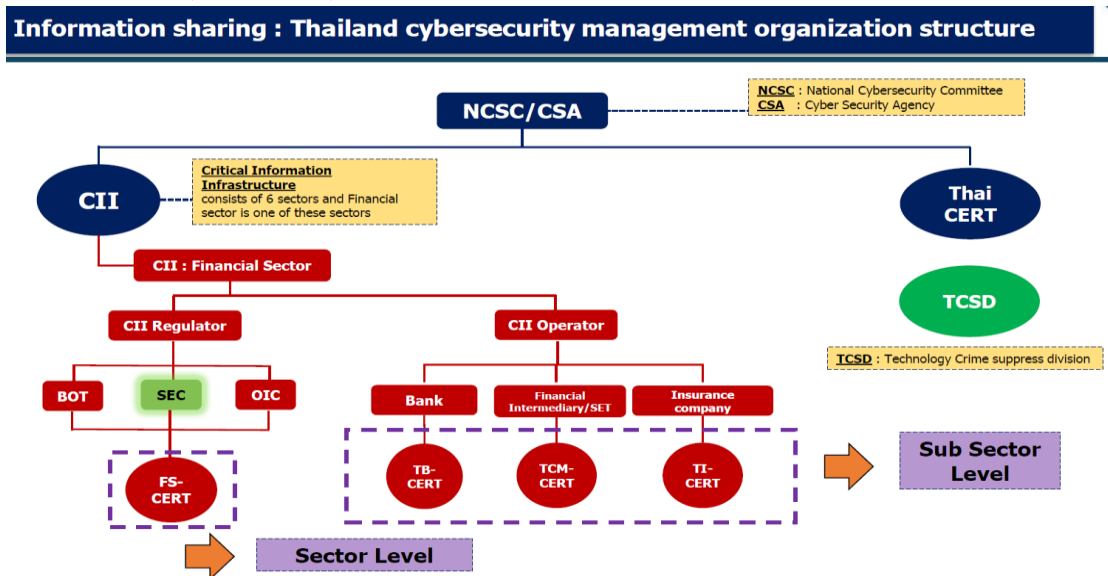 Information sharing : Thailand cybersecurity management organization structure
NCSC/CSA
NCSC : National Cybersecurity Committee
CSA : Cyber Security Agency
CII
Critical Information
Infrastructure
consists of 6 sectors and Financial
sector is one of these sectors
Thai
CERT
CII : Financial Sector
TCSD
TCSD : Technology Crime suppress division
CII Regulator
CII Operator
BOT
SEC
OIC
Bank
Financial
Intermediary/SET
Insurance
company
FS-
CERT
TB-
CERT
TCM-
CERT
TI-
CERT
Sub Sector
Level
Sector Level